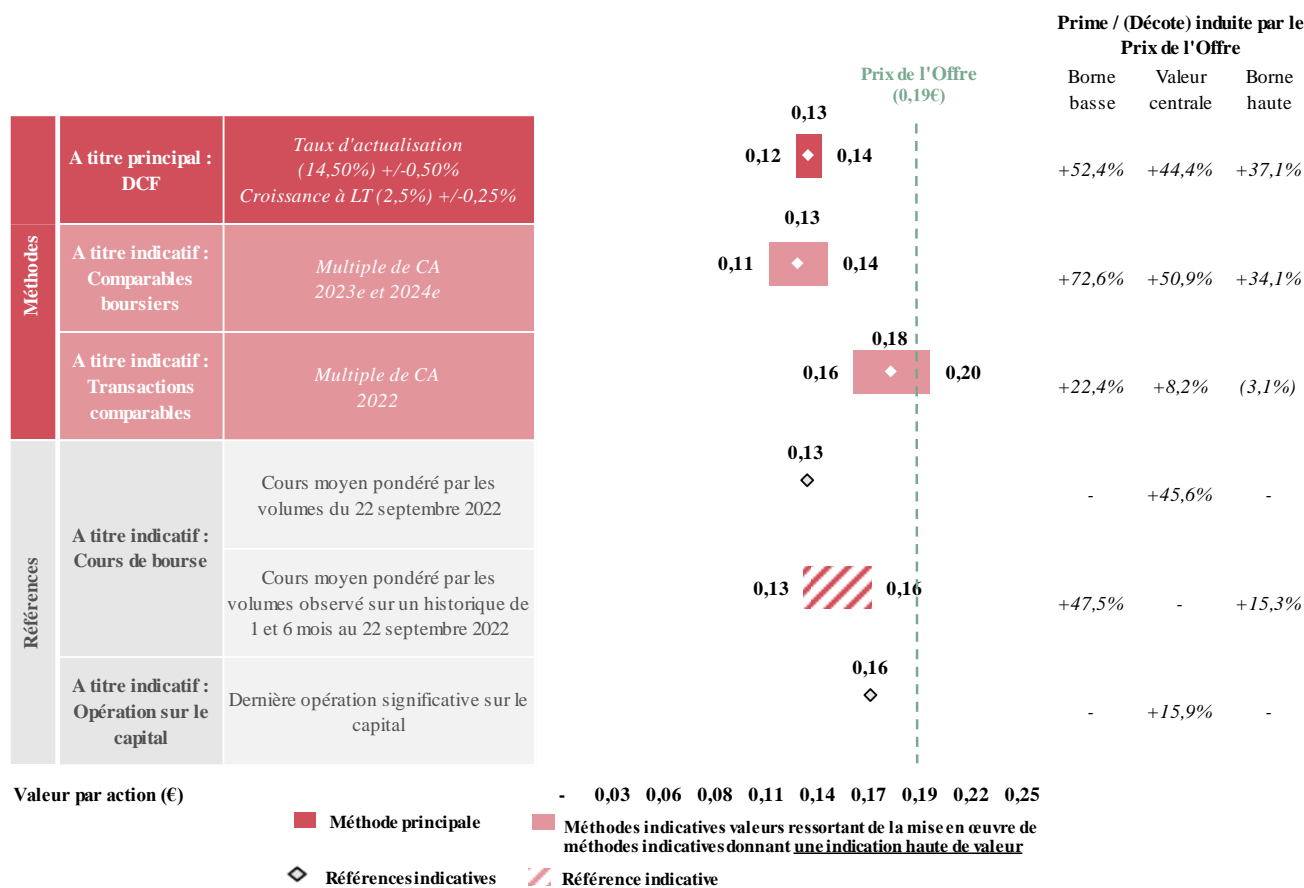 Prime / (Décote) induite par le
Prix de l'Offre
Prix de l'Offre
(0,19€)
Borne
basse
Valeur
centrale
Borne
haute
Méthodes
A titre principal :
DCF
Taux d'actualisation
(14,50%) +/-0,50%
Croissance à LT (2,5%) +/-0,25%
0,13
0,12
0,14
+52,4% +44,4% +37,1%
A titre indicatif :
Comparables
boursiers
Multiple de CA
2023e et 2024e
0,13
0,11
0,14
+72,6% +50,9% +34,1%
A titre indicatif :
Transactions
comparables
Multiple de CA
2022
0,18
0,16
0,20
+22,4% +8,2% (3,1%)
Références
A titre indicatif :
Cours de bourse
Cours moyen pondéré par les
volumes du 22 septembre 2022
0,13
- +45,6% -
Cours moyen pondéré par les
volumes observé sur un historique de
1 et 6 mois au 22 septembre 2022
0,13
0,16
+47,5% - +15,3%
A titre indicatif :
Opération sur le
capital
Dernière opération significative sur le
capital
0,16
- +15,9% -
Valeur par action (€)
- 0,03 0,06 0,08 0,11 0,14 0,17 0,19 0,22 0,25
Méthode principale
Méthodes indicatives valeurs ressortant de la mise en œuvre de
méthodes indicatives donnant une indication haute de valeur
Références indicatives
Référence indicative